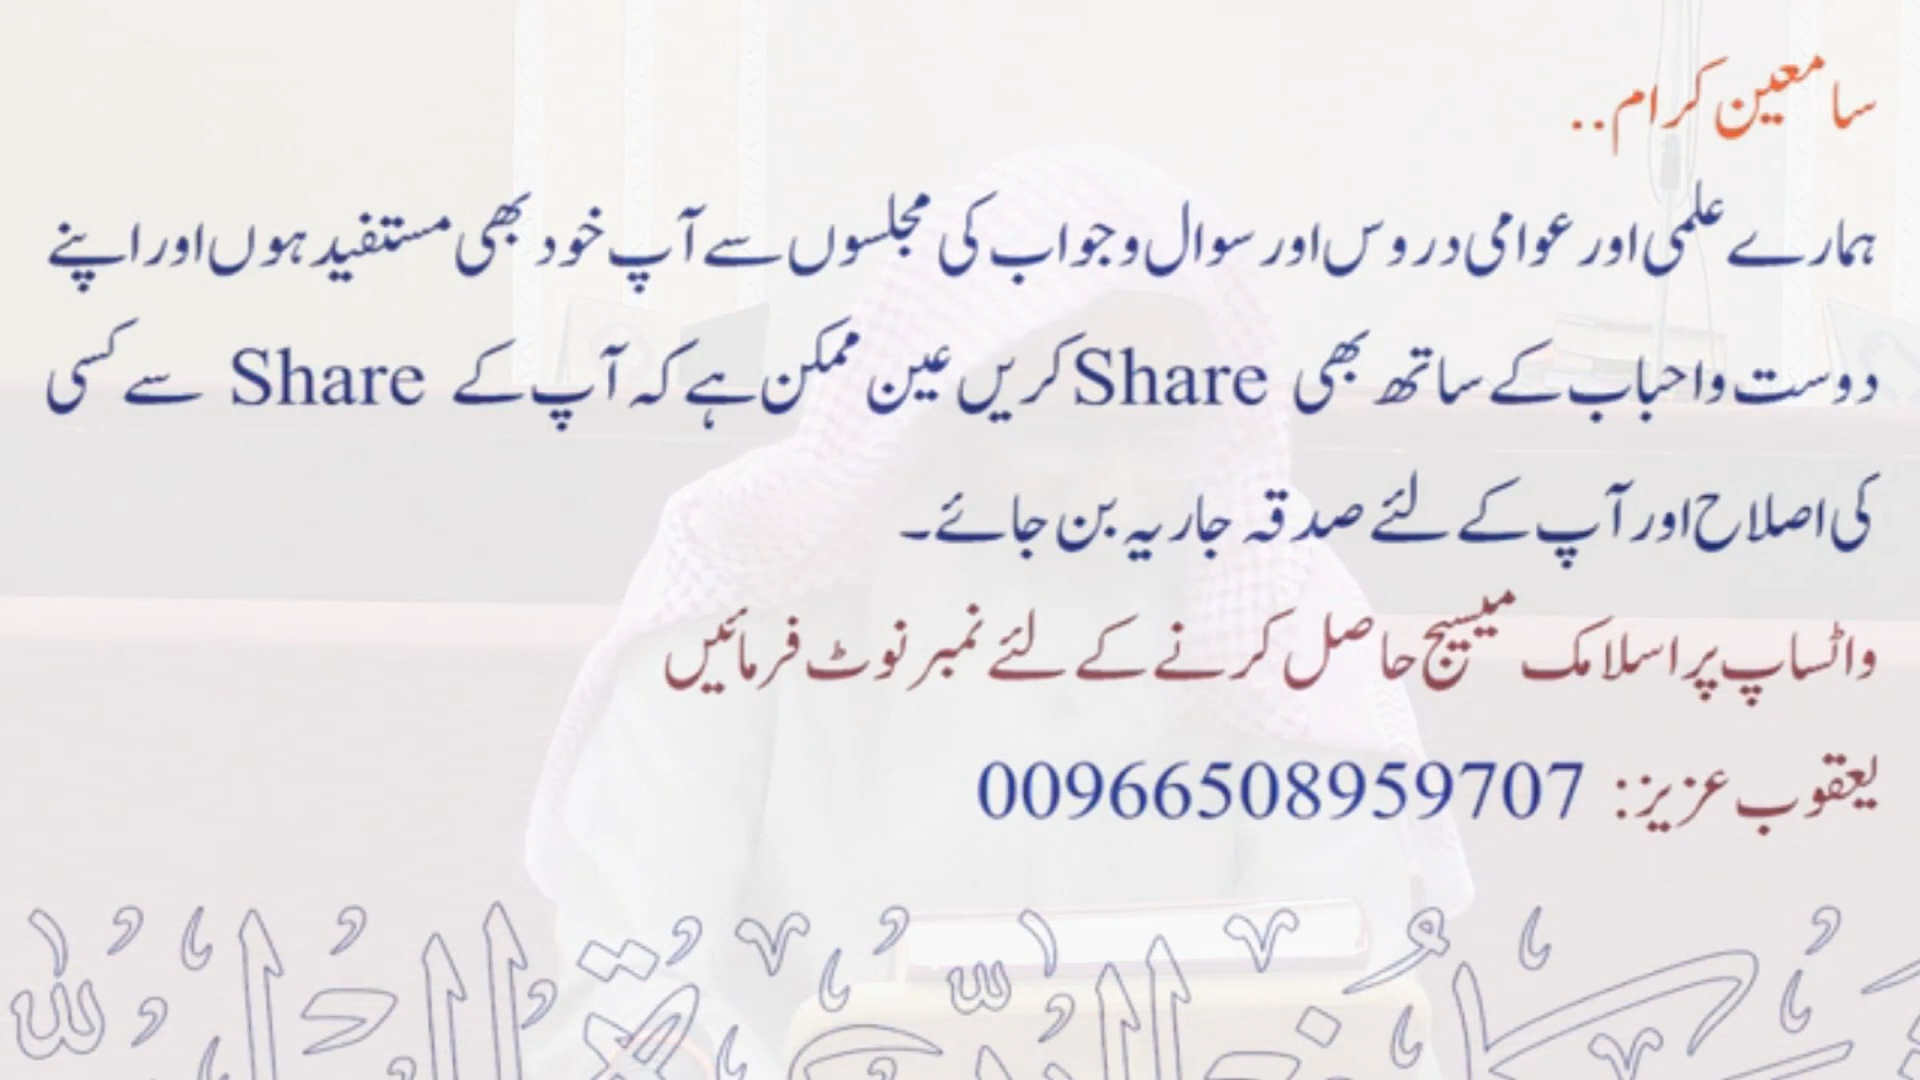 سامعین کرام..
ہمارے علمی اور عوامی دروس اور سوال و جواب کی مجلسوں سے آپ خود بھی مستفید ہوں اور اپنے
دوست واحباب کے ساتھ بھی Share کریں عین ممکن ہے کہ آپ کے Share سے کسی
کی اصلاح اور آپ کے لئے صدقہ جاریہ بن جائے۔
واٹساپ پر اسلامک میسیج حاصل کرنے کے لئے نمبر نوٹ فرمائیں
یعقوب عزیز: 00966508959707